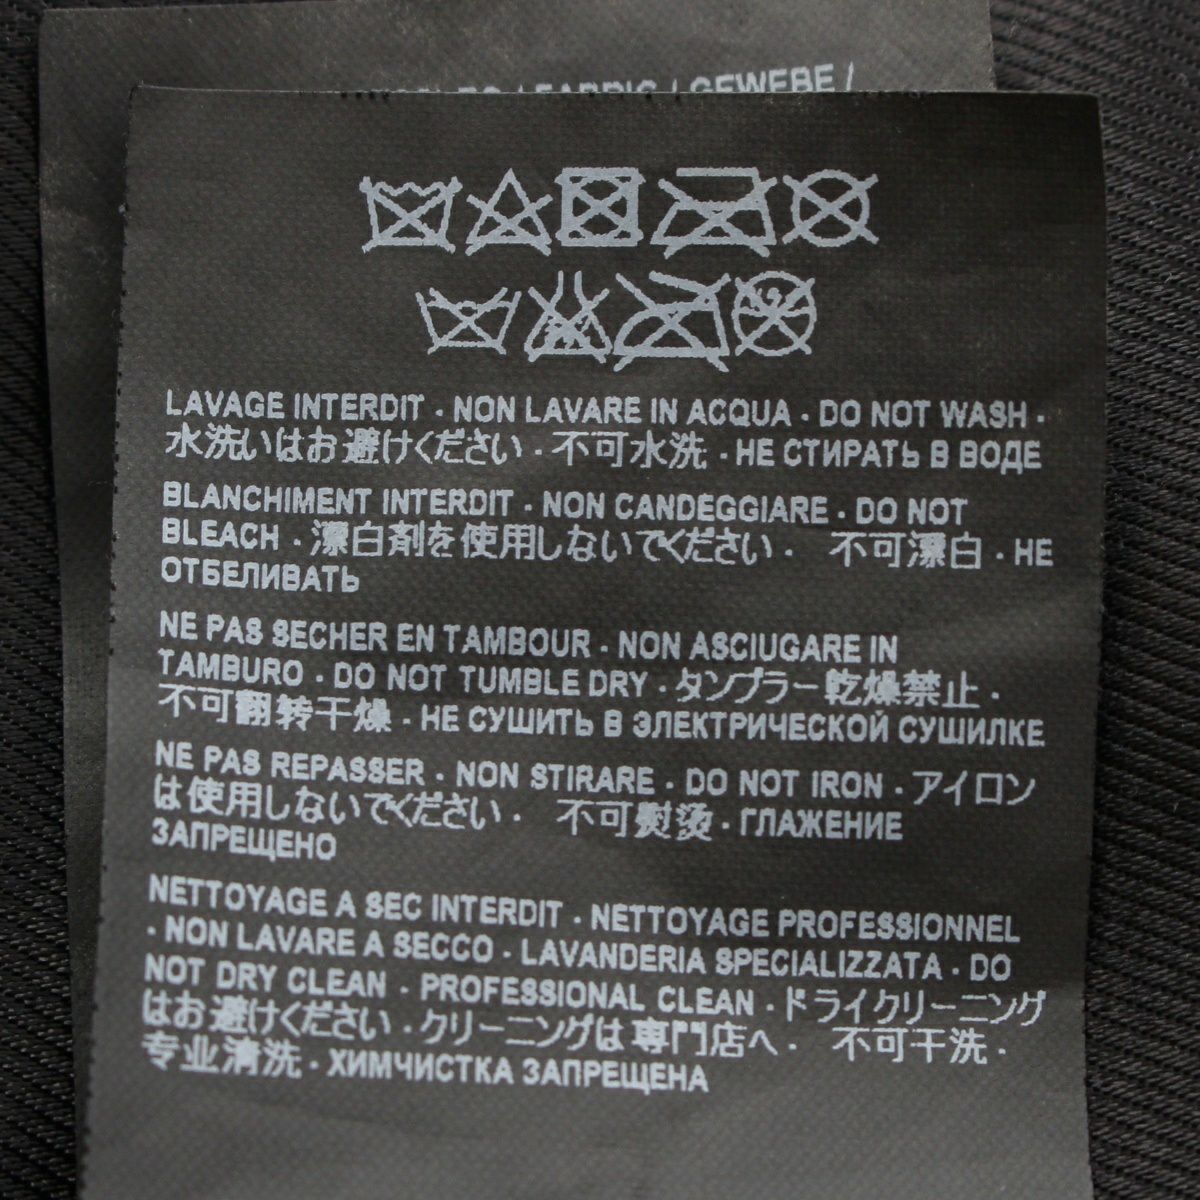 / FABRIC / GEWEBE /
LAVAGE INTERDIT · NON LAVARE IN ACQUA · DO NOT WASH ·
水洗いはお避けください · 不可水洗 · НЕ СТИРАТЬ В ВОДЕ
BLANCHIMENT INTERDIT · NON CANDEGGIARE · DO NOT
BLEACH · 漂白剤を使用しないでください · 不可漂白 · НЕ
ОТБЕЛИВАТЬ
NE PAS SECHER EN TAMBOUR · NON ASCIUGARE IN
TAMBURO · DO NOT TUMBLE DRY · タンブラー乾燥禁止 ·
不可翻转干燥 · НЕ СУШИТЬ В ЭЛЕКТРИЧЕСКОЙ СУШИЛКЕ
NE PAS REPASSER · NON STIRARE · DO NOT IRON · アイロン
は使用しないでください · 不可熨烫 · ГЛАЖЕНИЕ
ЗАПРЕЩЕНО
NETTOYAGE A SEC INTERDIT · NETTOYAGE PROFESSIONNEL
· NON LAVARE A SECCO · LAVANDERIA SPECIALIZZATA · DO
NOT DRY CLEAN · PROFESSIONAL CLEAN · ドライクリーニング
はお避けください · クリーニングは専門店へ · 不可干洗 ·
专业清洗 · ХИМЧИСТКА ЗАПРЕЩЕНА